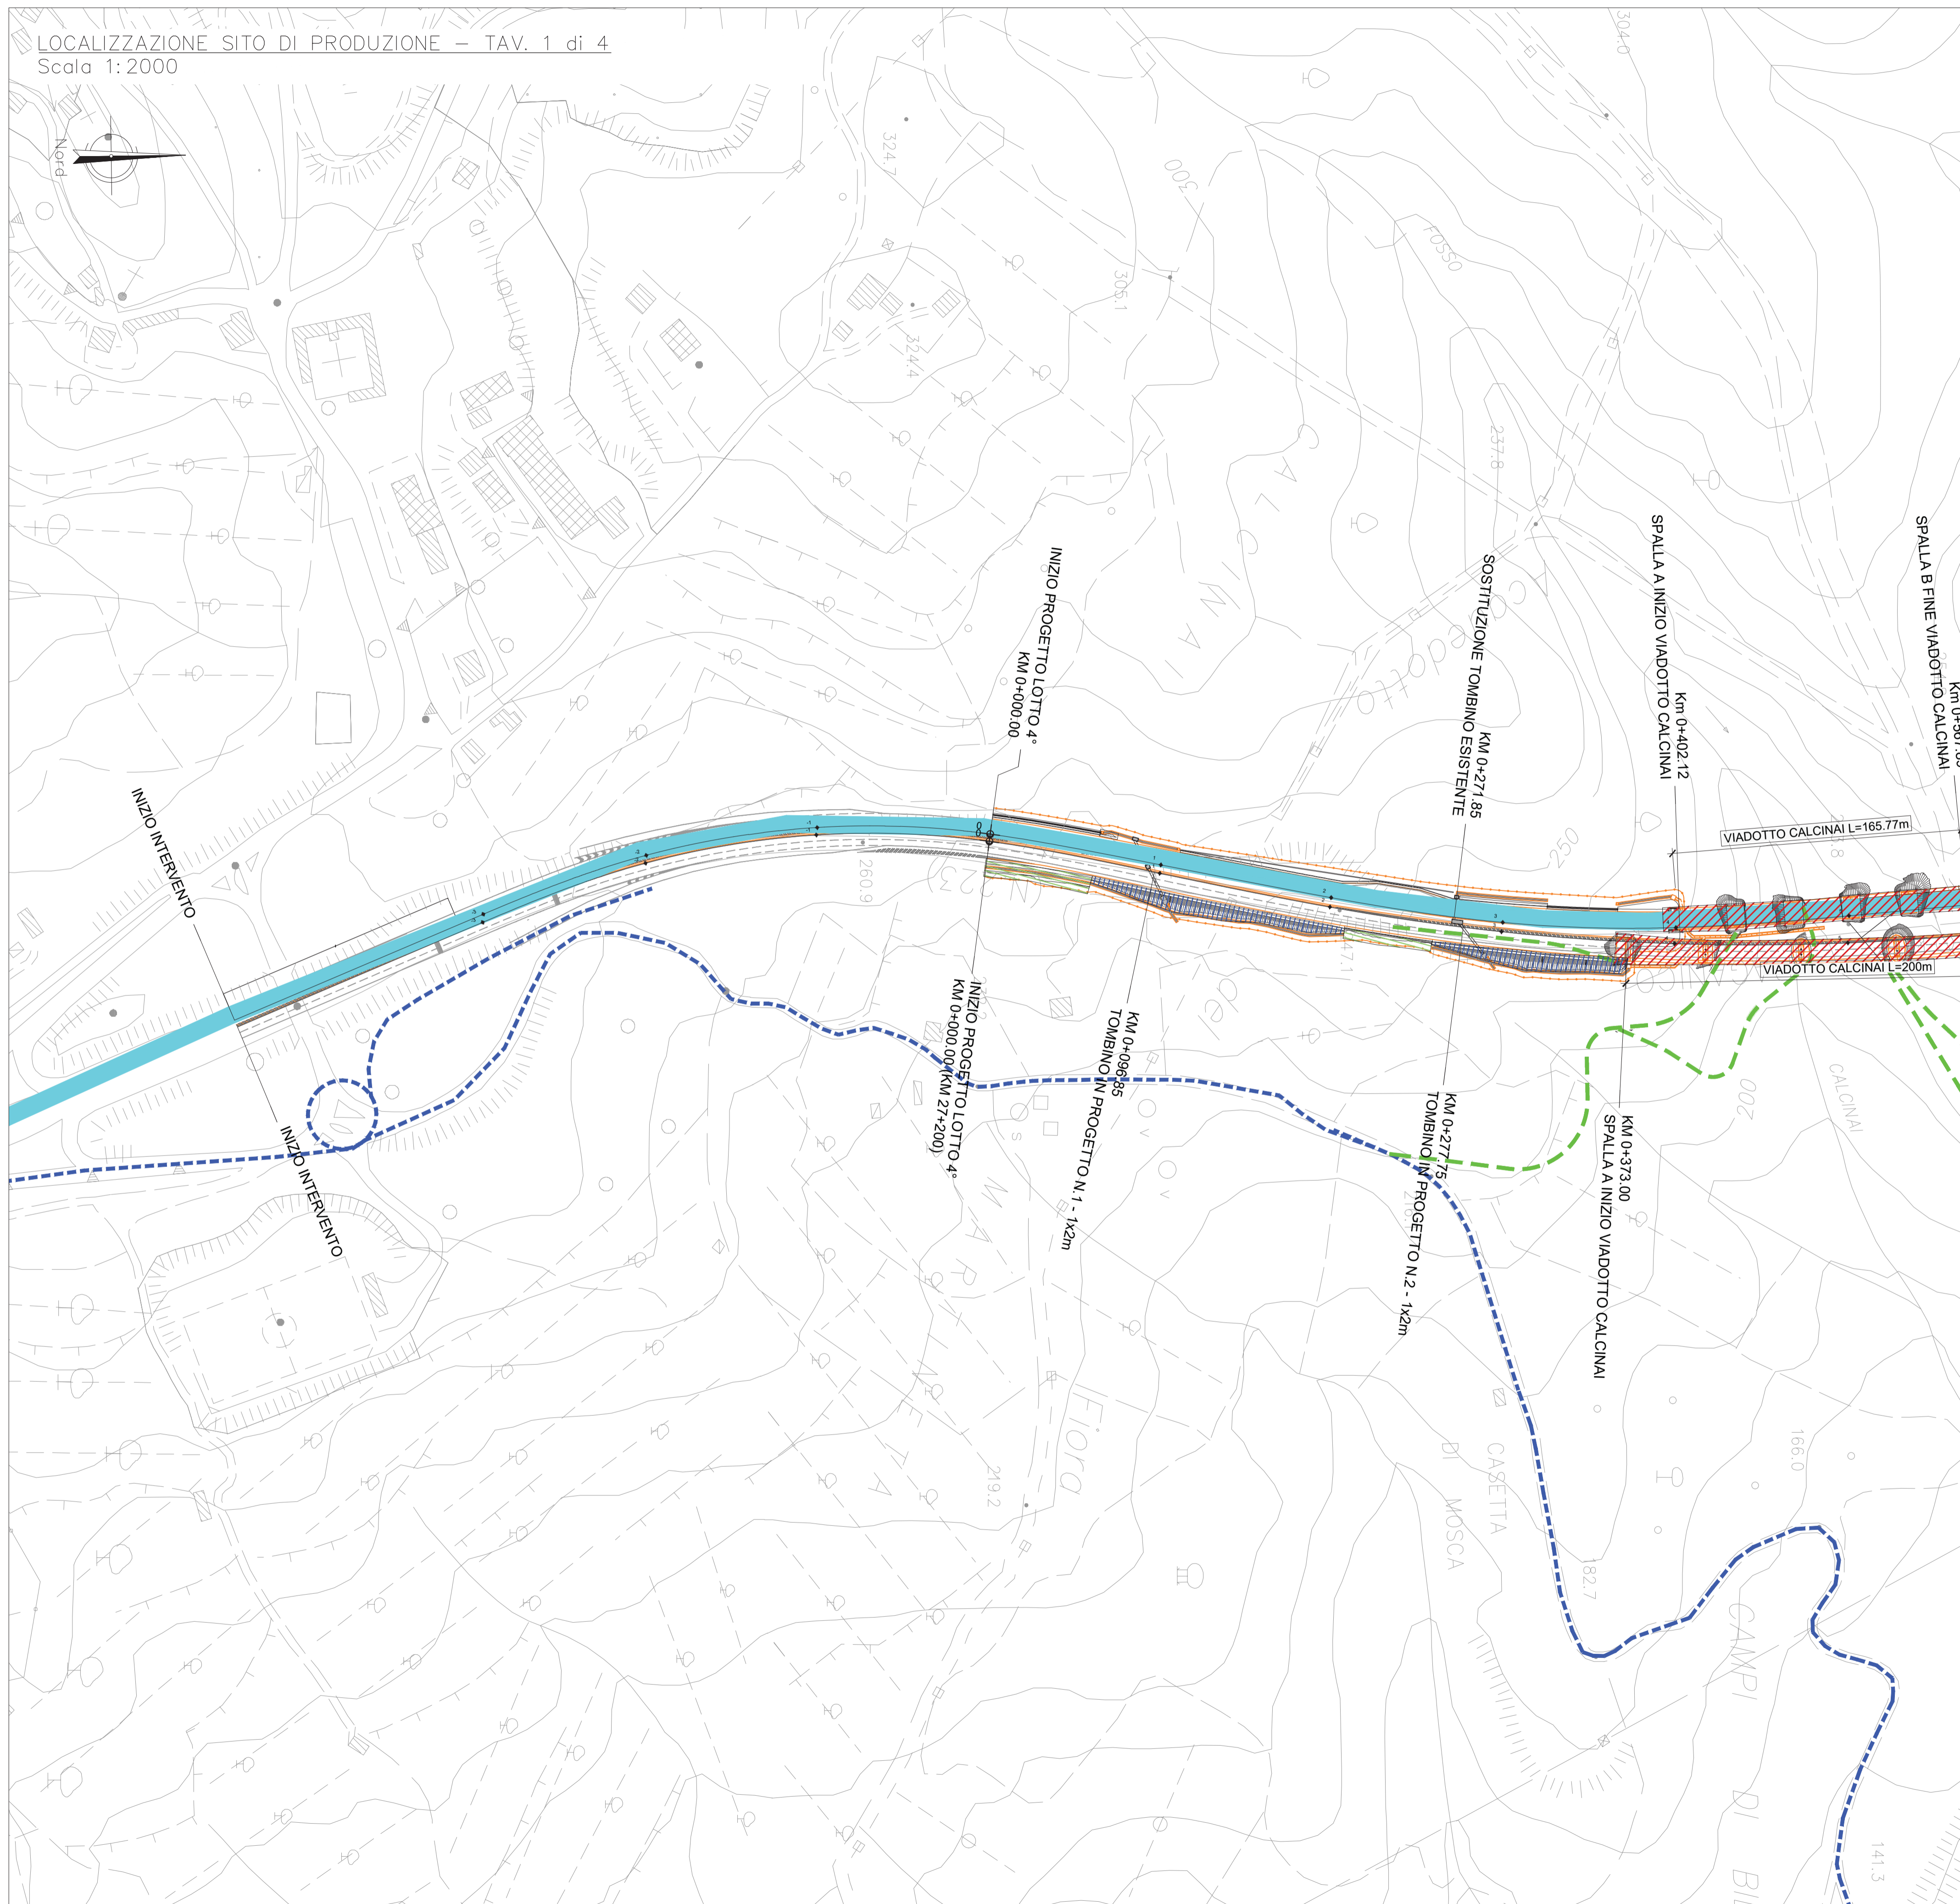 LOCALIZZAZIONE SITO DI PRODUZIONE – TAV. 1 di 4
Scala 1:2000
Nord
304.0
324.7
300
FOSSO
306.1
324.4
237.8
Cacciacotto
INIZIO PROGETTO LOTTO 4°
KM 0+000.00
KM 0+271.85
SOSTITUZIONE TOMBINO ESISTENTE
Km 0+402.12
SPALLA A INIZIO VIADOTTO CALCINAI
SPALLA B FINE VIADOTTO CALCINAI
VIADOTTO CALCINAI L=165.77m
250
INIZIO INTERVENTO
260.9
VIADOTTO CALCINAI L=200m
INIZIO PROGETTO LOTTO 4°
KM 0+000.00 (KM 27+200)
KM 0+096.85
TOMBINO IN PROGETTO N.1 - 1x2m
KM 0+277.75
TOMBINO IN PROGETTO N.2 - 1x2m
KM 0+373.00
SPALLA A INIZIO VIADOTTO CALCINAI
200
CALCINAI
INIZIO INTERVENTO
Fiora
219.2
CASETTA
DI MOSCA
166.0
182.7
CAMPI DI
141.3